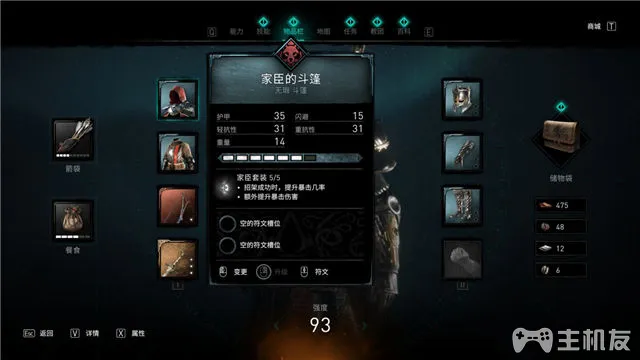 Q 能力 技能 物品栏 地图 任务 教团 百科 E
商城 T
家臣的斗篷
无瑕 斗篷
护甲 35 闪避 15
轻抗性 31 重抗性 31
重量 14
家臣套装 5/5
• 招架成功时，提升暴击几率
• 额外提升暴击伤害
空的符文槽位
空的符文槽位
变更 升级 符文
箭袋
餐食
储物袋
475
48
12
6
强度
93
Esc 返回 V 详情 X 属性
主机友